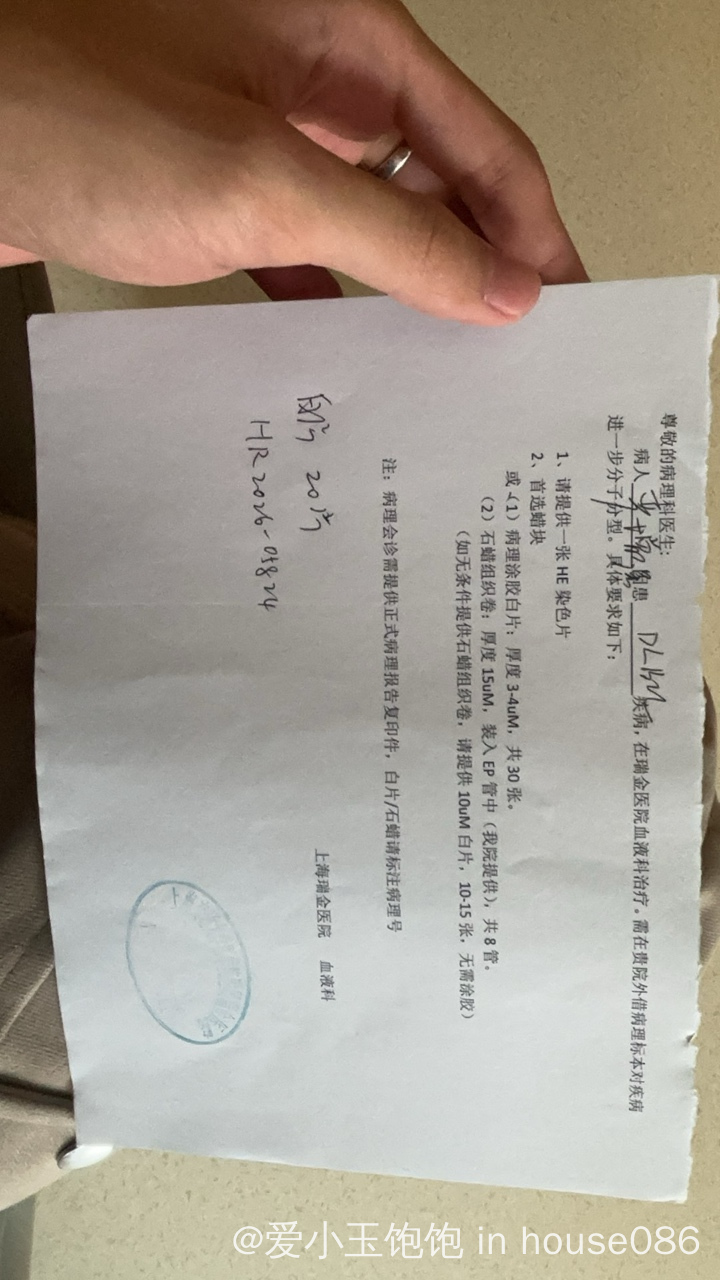 尊敬的病理科医生：
病人 患 DLBCL 疾病，在瑞金医院血液科治疗。需在贵院外借病理标本对疾病
进一步分子分型。具体要求如下：
1、请提供一张 HE 染色片
2、首选蜡块
或（1）病理涂胶白片：厚度 3-4uM，共 30 张。
（2）石蜡组织卷：厚度 15uM，装入 EP 管中（我院提供），共 8 管。
（如无条件提供石蜡组织卷，请提供 10uM 白片，10-15 张，无需涂胶）
注：病理会诊需提供正式病理报告复印件，白片/石蜡请标注病理号
上海瑞金医院 血液科
HR2026-05824
@爱小玉饱饱 in house086